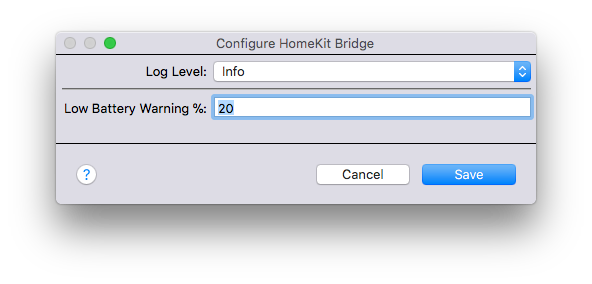 Configure HomeKit Bridge
Log Level: Info
Low Battery Warning %: 20
? Cancel Save